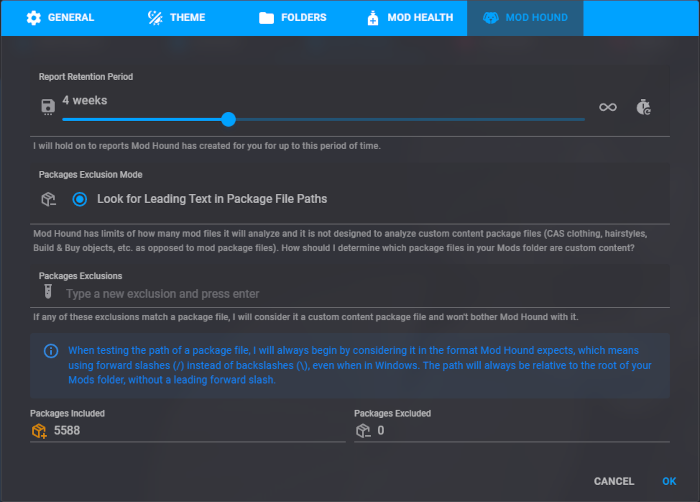 GENERAL
THEME
FOLDERS
MOD HEALTH
MOD HOUND
Report Retention Period
4 weeks
I will hold on to reports Mod Hound has created for you for up to this period of time.
Packages Exclusion Mode
Look for Leading Text in Package File Paths
Mod Hound has limits of how many mod files it will analyze and it is not designed to analyze custom content package files (CAS clothing, hairstyles,
Build & Buy objects, etc. as opposed to mod package files). How should I determine which package files in your Mods folder are custom content?
Packages Exclusions
Type a new exclusion and press enter
If any of these exclusions match a package file, I will consider it a custom content package file and won't bother Mod Hound with it.
When testing the path of a package file, I will always begin by considering it in the format Mod Hound expects, which means
using forward slashes (/) instead of backslashes (\), even when in Windows. The path will always be relative to the root of your
Mods folder, without a leading forward slash.
Packages Included
5588
Packages Excluded
0
CANCEL
OK